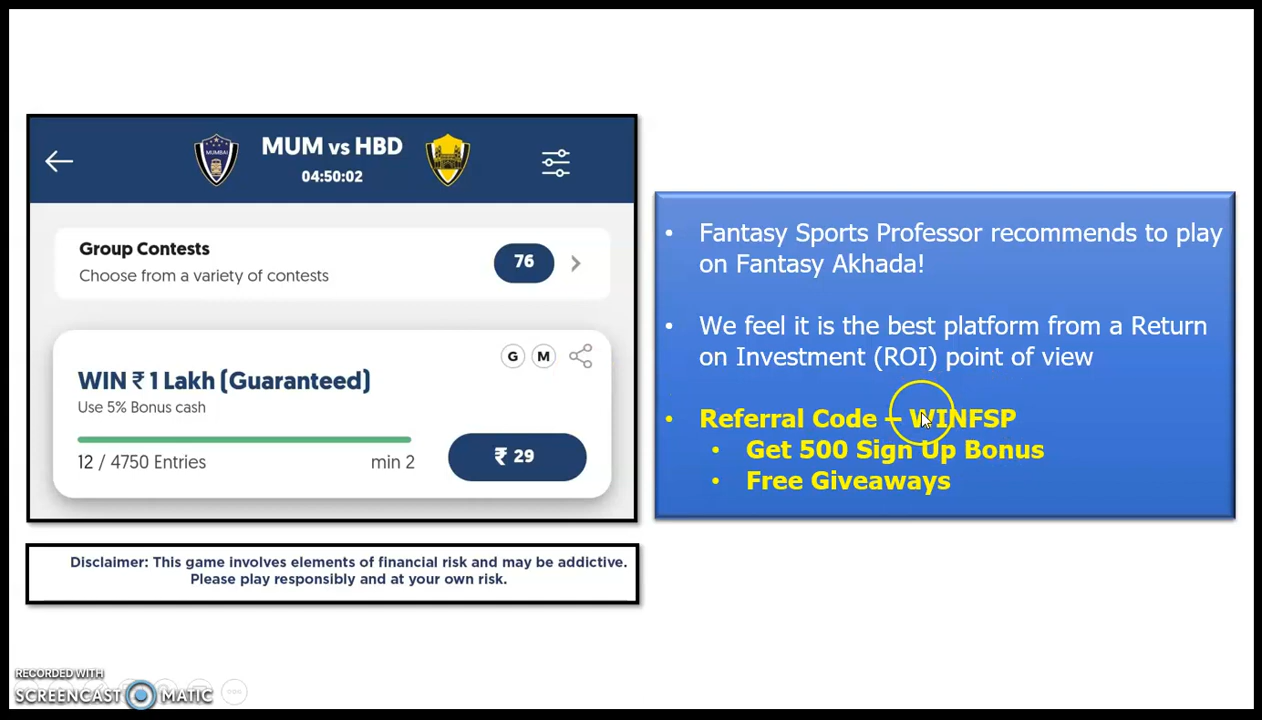 MUM vs HBD
04:50:02
MUMBAI
Group Contests
Choose from a variety of contests
76
G M
WIN ₹ 1 Lakh (Guaranteed)
Use 5% Bonus cash
12 / 4750 Entries
min 2
₹ 29
Disclaimer: This game involves elements of financial risk and may be addictive.
Please play responsibly and at your own risk.
• Fantasy Sports Professor recommends to play
on Fantasy Akhada!
• We feel it is the best platform from a Return
on Investment (ROI) point of view
• Referral Code – WINFSP
• Get 500 Sign Up Bonus
• Free Giveaways
RECORDED WITH
SCREENCAST MATIC